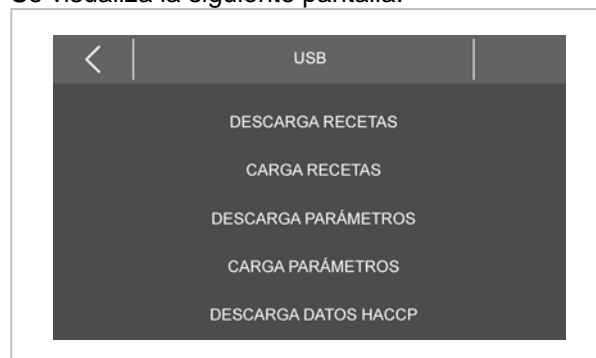 Se visualiza la siguiente pantalla:
USB
DESCARGA RECETAS
CARGA RECETAS
DESCARGA PARÁMETROS
CARGA PARÁMETROS
DESCARGA DATOS HACCP